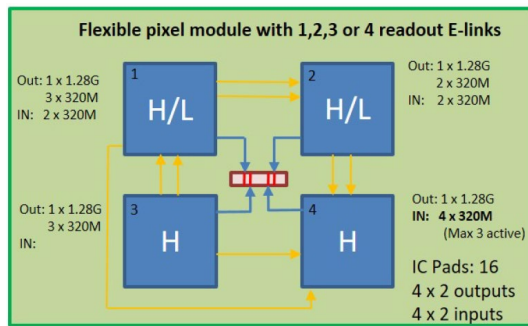 Flexible pixel module with 1,2,3 or 4 readout E-links
Out: 1 x 1.28G
3 x 320M
IN: 2 x 320M
1
H/L
2
H/L
Out: 1 x 1.28G
2 x 320M
IN: 2 x 320M
Out: 1 x 1.28G
3 x 320M
IN:
3
H
4
H
Out: 1 x 1.28G
IN: 4 x 320M
(Max 3 active)
IC Pads: 16
4 x 2 outputs
4 x 2 inputs